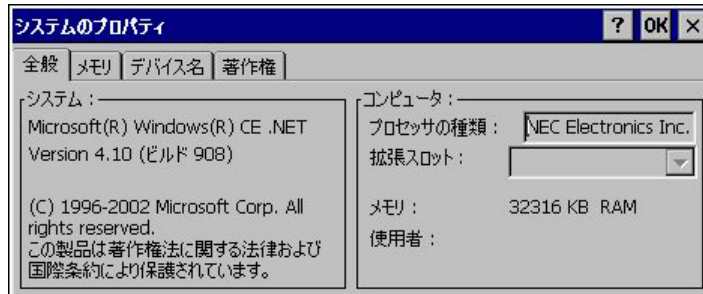 システムのプロパティ
? OK ×
全般 メモリ デバイス名 著作権
システム：
Microsoft(R) Windows(R) CE .NET
Version 4.10 (ビルド 908)
(C) 1996-2002 Microsoft Corp. All
rights reserved.
この製品は著作権法に関する法律および
国際条約により保護されています。
コンピュータ：
プロセッサの種類： NEC Electronics Inc.
拡張スロット：
メモリ： 32316 KB RAM
使用者：